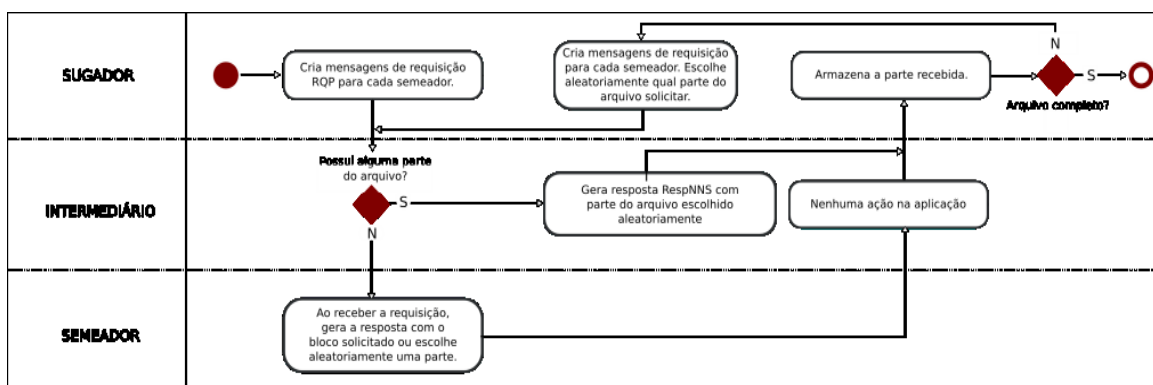 SUGADOR
Cria mensagens de requisição
RQP para cada semeador.
Cria mensagens de requisição
para cada semeador. Escolhe
aleatoriamente qual parte do
arquivo solicitar.
Armazena a parte recebida.
N
S
Arquivo completo?
INTERMEDIÁRIO
Possui alguma parte
do arquivo?
S
N
Gera resposta RespNNS com
parte do arquivo escolhido
aleatoriamente
Nenhuma ação na aplicação
SEMEADOR
Ao receber a requisição,
gera a resposta com o
bloco solicitado ou escolhe
aleatoriamente uma parte.